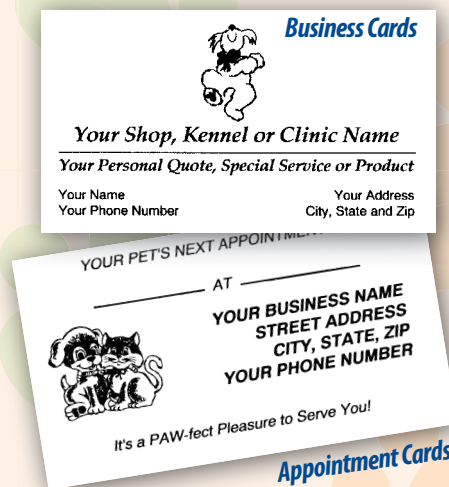 Business Cards
Your Shop, Kennel or Clinic Name
Your Personal Quote, Special Service or Product
Your Name
Your Address
Your Phone Number
City, State and Zip
YOUR PET'S NEXT
AT
YOUR BUSINESS NAME
STREET ADDRESS
CITY, STATE, ZIP
YOUR PHONE NUMBER
It's a PAW-fect Pleasure to Serve You!
Appointment Cards